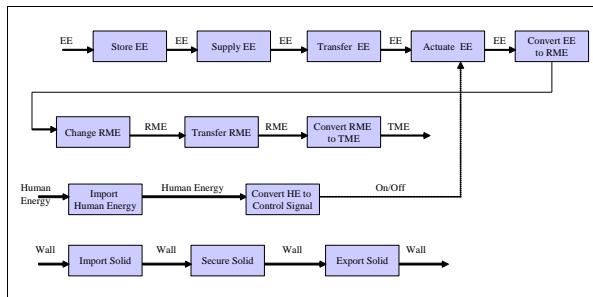 EE
Store EE
EE
Supply EE
EE
Transfer EE
EE
Actuate EE
EE
Convert EE
to RME
Change RME
RME
Transfer RME
RME
Convert RME
to TME
TME
Human
Energy
Import
Human Energy
Human Energy
Convert HE to
Control Signal
On/Off
Wall
Import Solid
Wall
Secure Solid
Wall
Export Solid
Wall